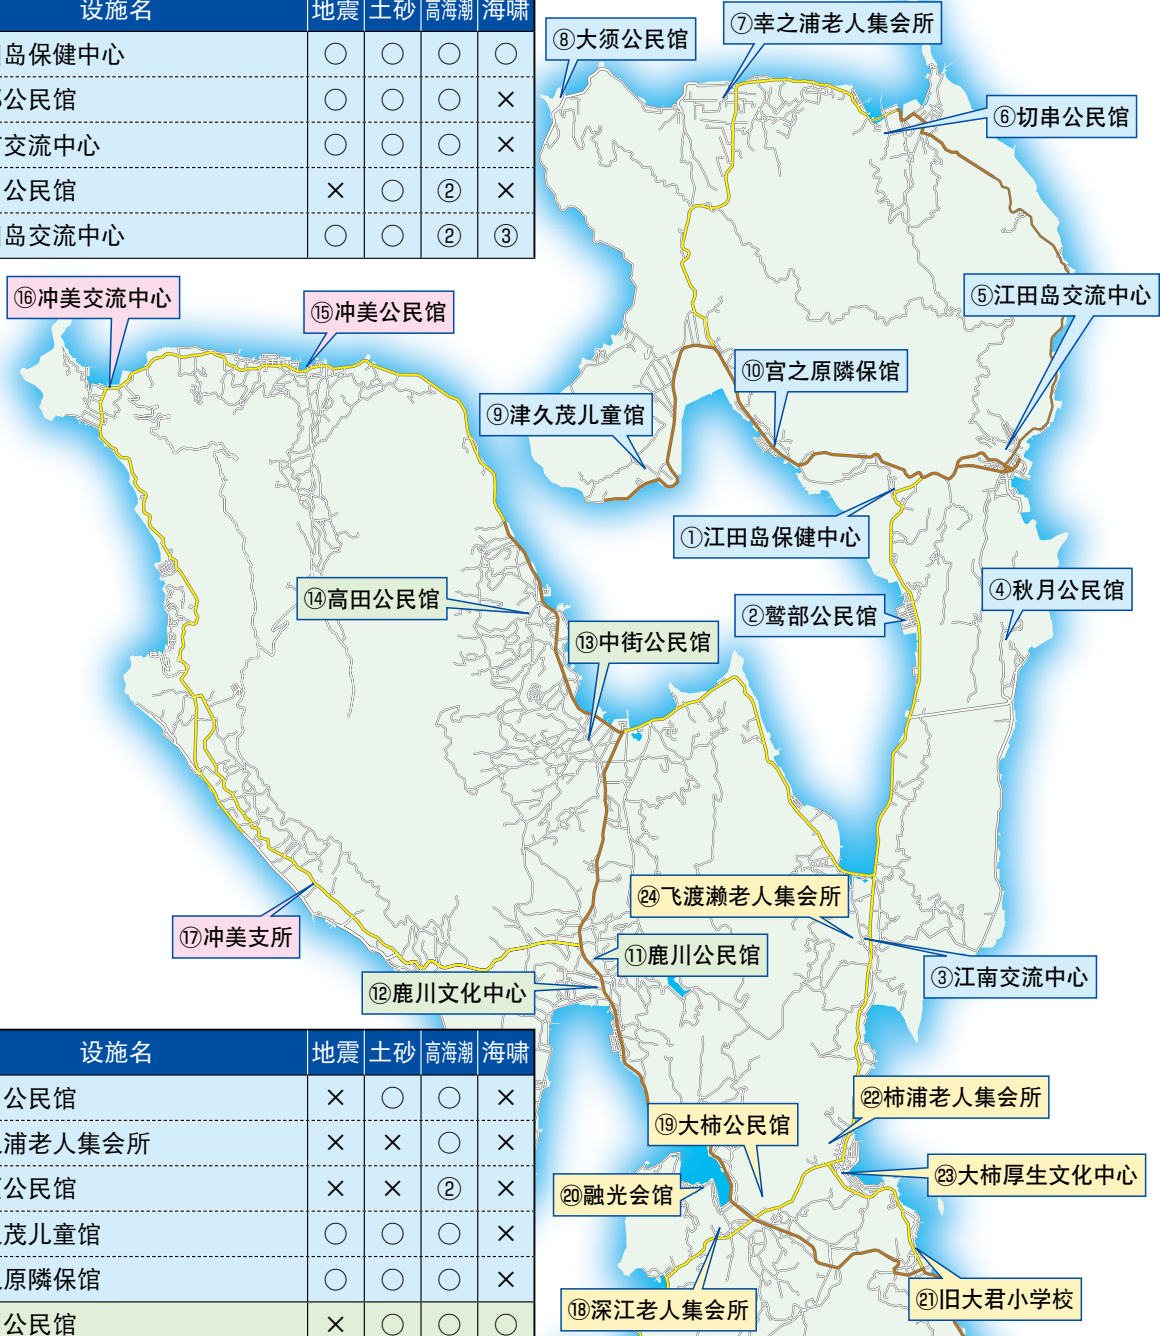 设施名 地震 土砂 高海潮 海啸
岛保健中心 ○ ○ ○ ○
公民馆 ○ ○ ○ ×
交流中心 ○ ○ ○ ×
公民馆 × ○ ② ×
岛交流中心 ○ ○ ② ③
⑧大须公民馆
⑦幸之浦老人集会所
⑥切串公民馆
⑤江田岛交流中心
⑯冲美交流中心
⑮冲美公民馆
⑩宫之原隣保馆
⑨津久茂儿童馆
①江田岛保健中心
④秋月公民馆
⑭高田公民馆
②鹫部公民馆
⑬中街公民馆
㉔飞渡濑老人集会所
⑰冲美支所
⑪鹿川公民馆
③江南交流中心
⑫鹿川文化中心
设施名 地震 土砂 高海潮 海啸
公民馆 × ○ ○ ×
浦老人集会所 × × ○ ×
公民馆 × × ② ×
茂儿童馆 ○ ○ ○ ×
原隣保馆 ○ ○ ○ ×
公民馆 × ○ ○ ○
㉒柿浦老人集会所
⑲大柿公民馆
㉓大柿厚生文化中心
⑳融光会馆
㉑旧大君小学校
⑱深江老人集会所